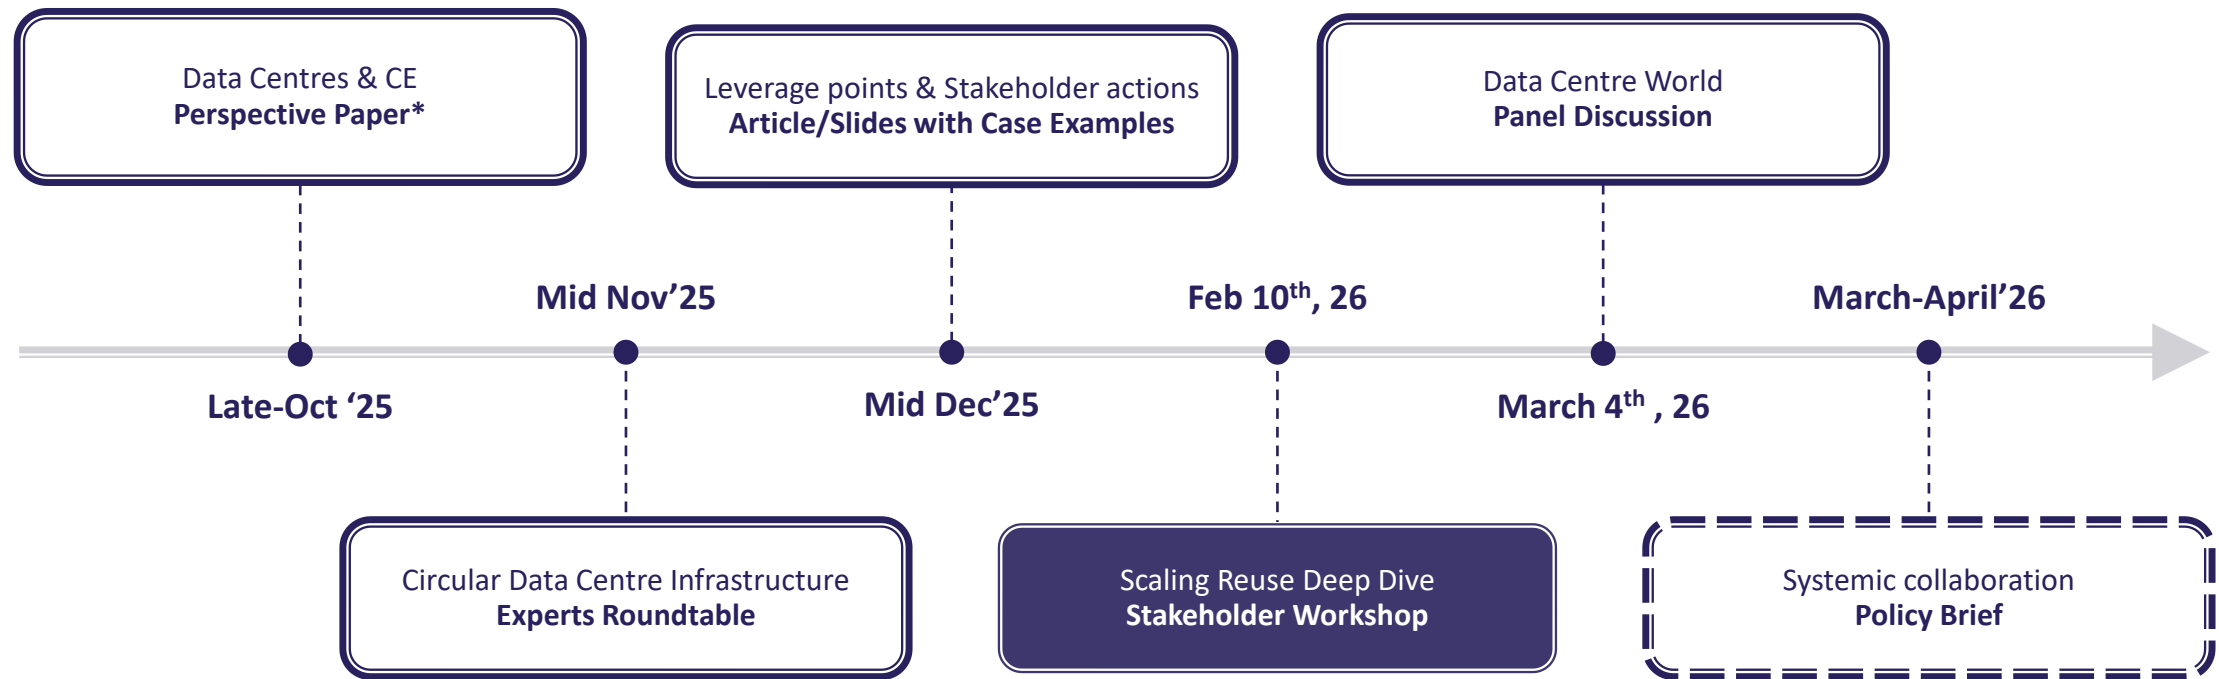 Data Centres & CE
Perspective Paper*
Leverage points & Stakeholder actions
Article/Slides with Case Examples
Data Centre World
Panel Discussion
Mid Nov’25
Feb 10th, 26
March-April’26
Late-Oct ‘25
Mid Dec’25
March 4th , 26
Circular Data Centre Infrastructure
Experts Roundtable
Scaling Reuse Deep Dive
Stakeholder Workshop
Systemic collaboration
Policy Brief